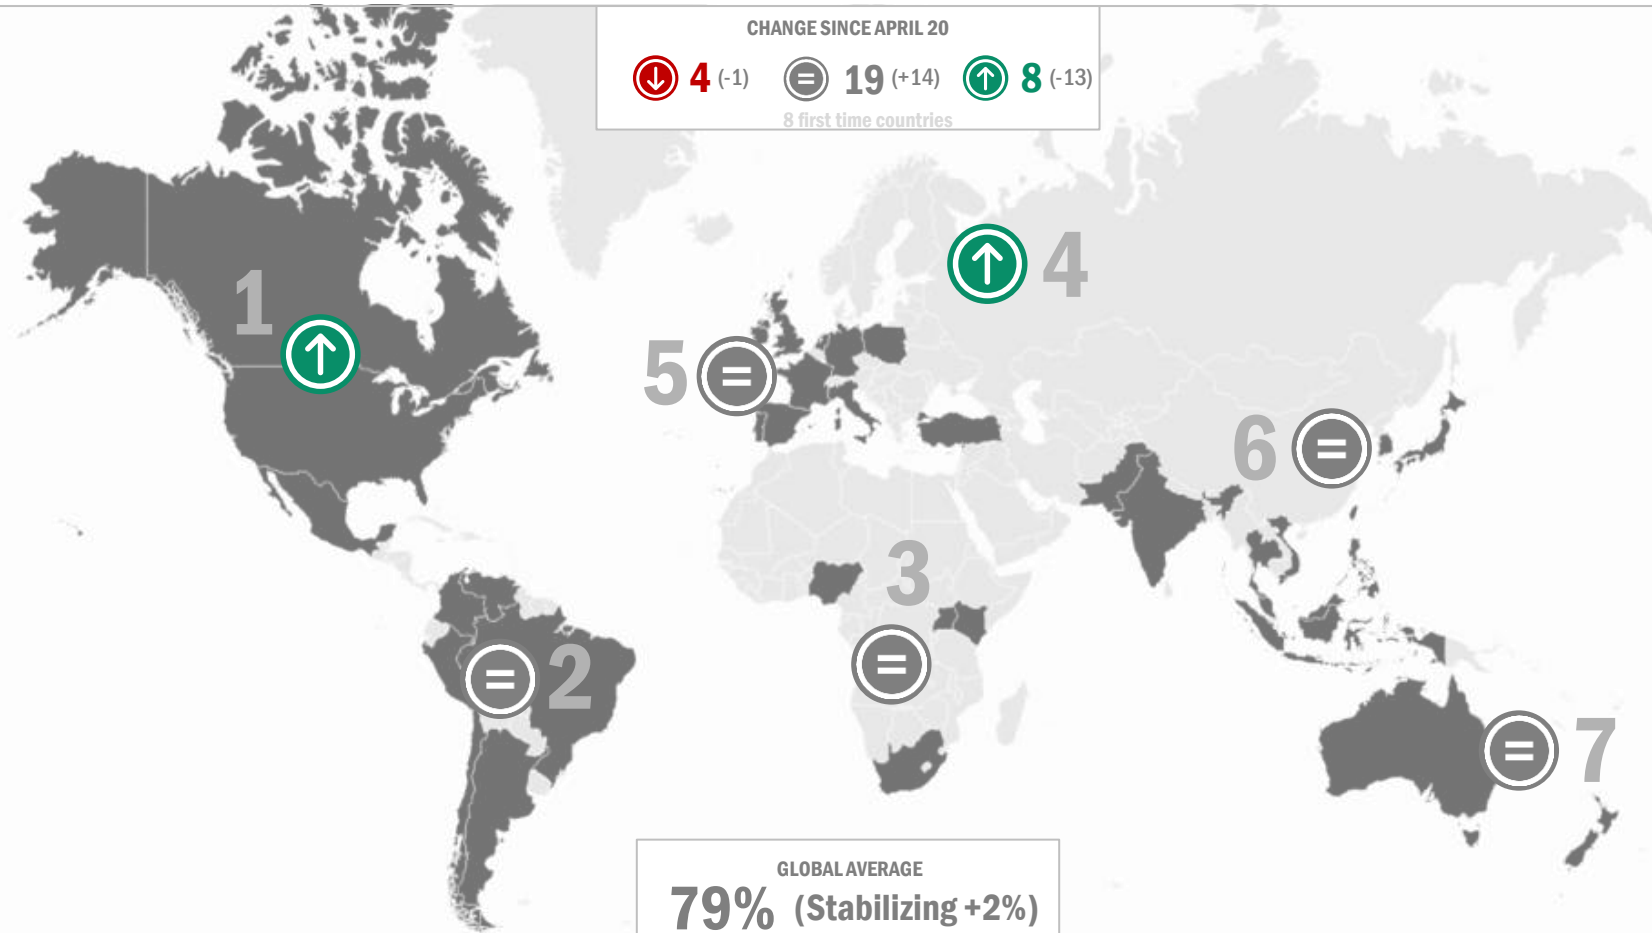 CHANGE SINCE APRIL 20
4 (-1) = 19 (+14) 8 (-13)
8 first time countries
4
1
5 =
6 =
3
=
= 2
= 7
GLOBAL AVERAGE
79% (Stabilizing +2%)